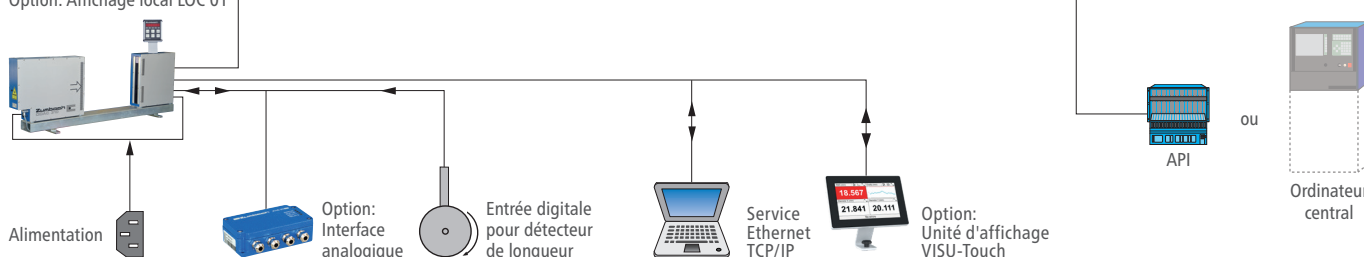 Option: Affichage local LOC 01
ou
API
Ordinateur
central
Alimentation
Option:
Interface
analogique
Entrée digitale
pour détecteur
de longueur
Service
Ethernet
TCP/IP
18.567
21.841 20.111
Option:
Unité d'affichage
VISU-Touch
Zumbach